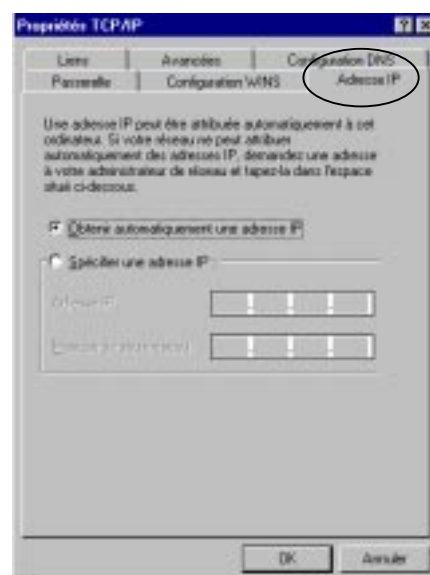 Propriétés TCP/IP
Liens Avancées Configuration DNS
Passerelle Configuration WINS Adresse IP
Une adresse IP peut être attribuée automatiquement à cet
ordinateur. Si votre réseau ne peut attribuer
automatiquement des adresses IP, demandez une adresse
à votre administrateur de réseau et tapez-la dans l'espace
situé ci-dessous.
Obtenir automatiquement une adresse IP
Spécifier une adresse IP
Adresse IP
OK Annuler